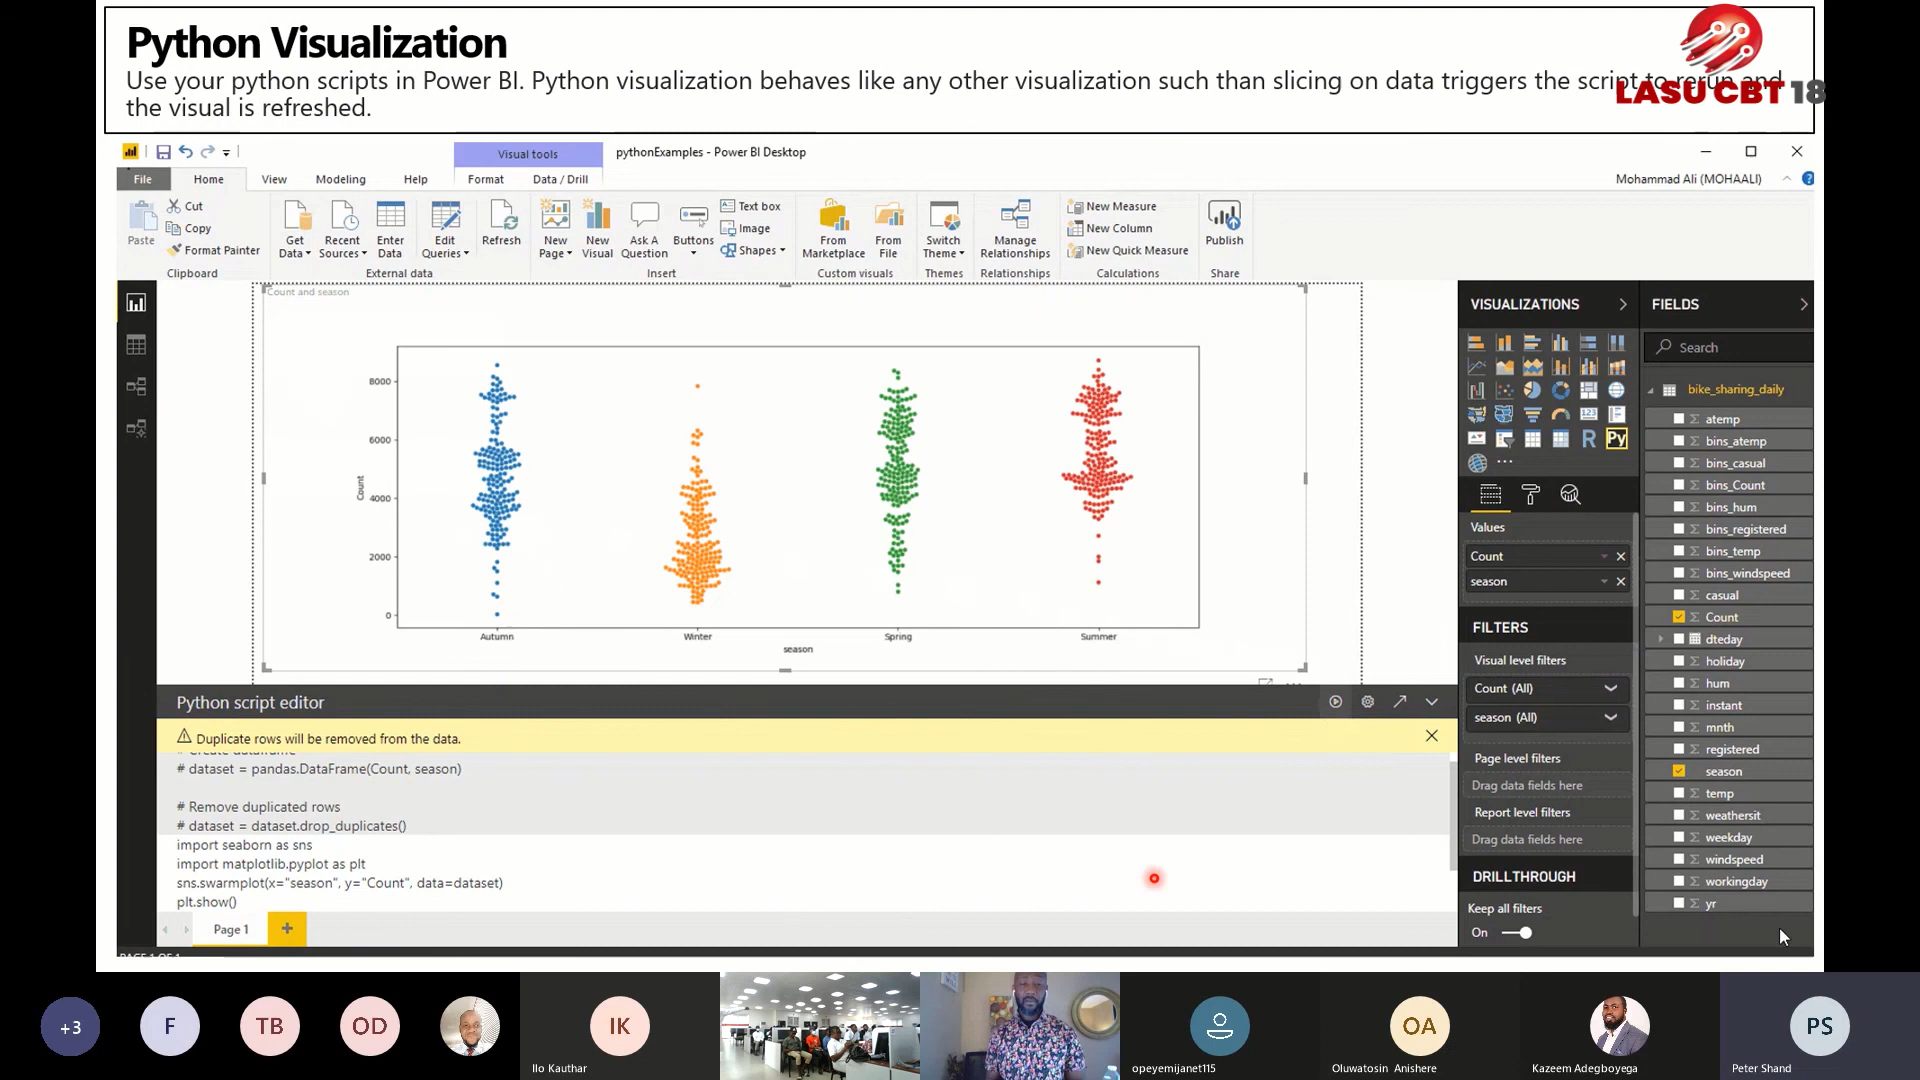 Python Visualization
Use your python scripts in Power BI. Python visualization behaves like any other visualization such than slicing on data triggers the script to rerun and
the visual is refreshed.
LASU CBT 18
Visual tools
pythonExamples - Power BI Desktop
File
Home
View
Modeling
Help
Format
Data / Drill
Mohammad Ali (MOHAALI)
Paste
Cut
Copy
Format Painter
Clipboard
Get
Data
Recent
Sources
Enter
Data
Edit
Queries
Refresh
External data
New
Page
New
Visual
Ask A
Question
Buttons
Text box
Image
Shapes
Insert
From
Marketplace
From
File
Custom visuals
Switch
Theme
Themes
Manage
Relationships
Relationships
New Measure
New Column
New Quick Measure
Calculations
Publish
Share
Count and season
8000
6000
4000
2000
0
Count
Autumn
Winter
Spring
Summer
season
Python script editor
Duplicate rows will be removed from the data.
# Create dataframe
# dataset = pandas.DataFrame(Count, season)
# Remove duplicated rows
# dataset = dataset.drop_duplicates()
import seaborn as sns
import matplotlib.pyplot as plt
sns.swarmplot(x="season", y="Count", data=dataset)
plt.show()
Page 1
PAGE 1 OF 1
VISUALIZATIONS
123
R
Py
Values
Count
season
FILTERS
Visual level filters
Count (All)
season (All)
Page level filters
Drag data fields here
Report level filters
Drag data fields here
DRILLTHROUGH
Keep all filters
On
FIELDS
Search
bike_sharing_daily
atemp
bins_atemp
bins_casual
bins_Count
bins_hum
bins_registered
bins_temp
bins_windspeed
casual
Count
dteday
holiday
hum
instant
mnth
registered
season
temp
weathersit
weekday
windspeed
workingday
yr
+3
F
TB
OD
IK
Ilo Kauthar
opeyemijanet115
OA
Oluwatosin Anishere
Kazeem Adegboyega
PS
Peter Shand